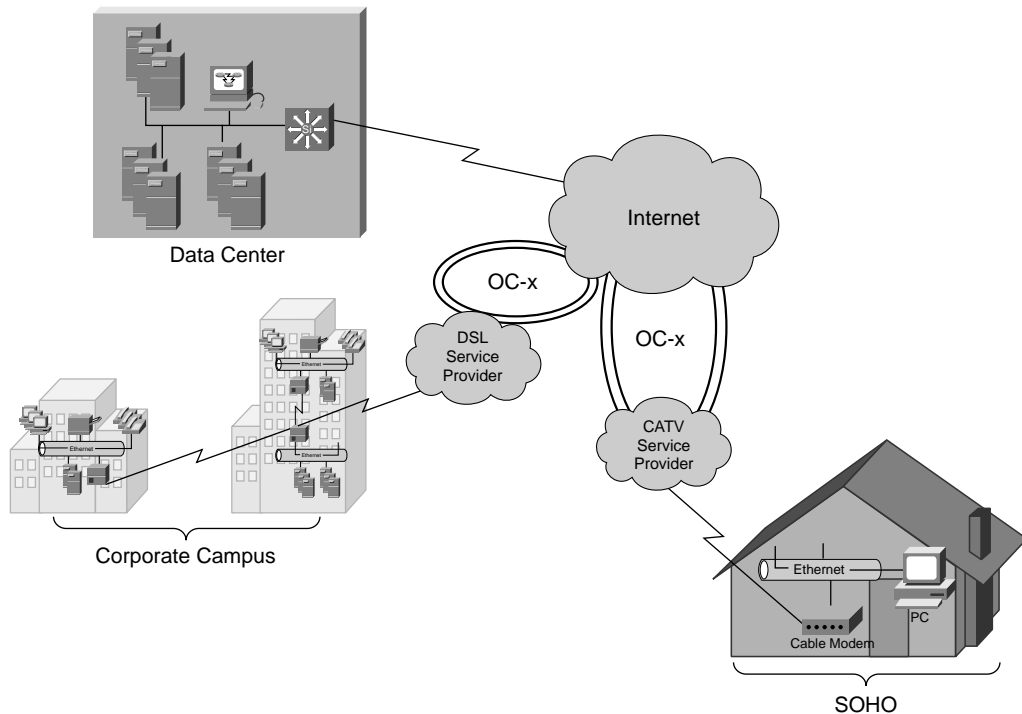 Si
Data Center
Internet
OC-x
OC-x
DSL
Service
Provider
CATV
Service
Provider
Ethernet
Ethernet
Ethernet
Corporate Campus
Ethernet
PC
Cable Modem
SOHO